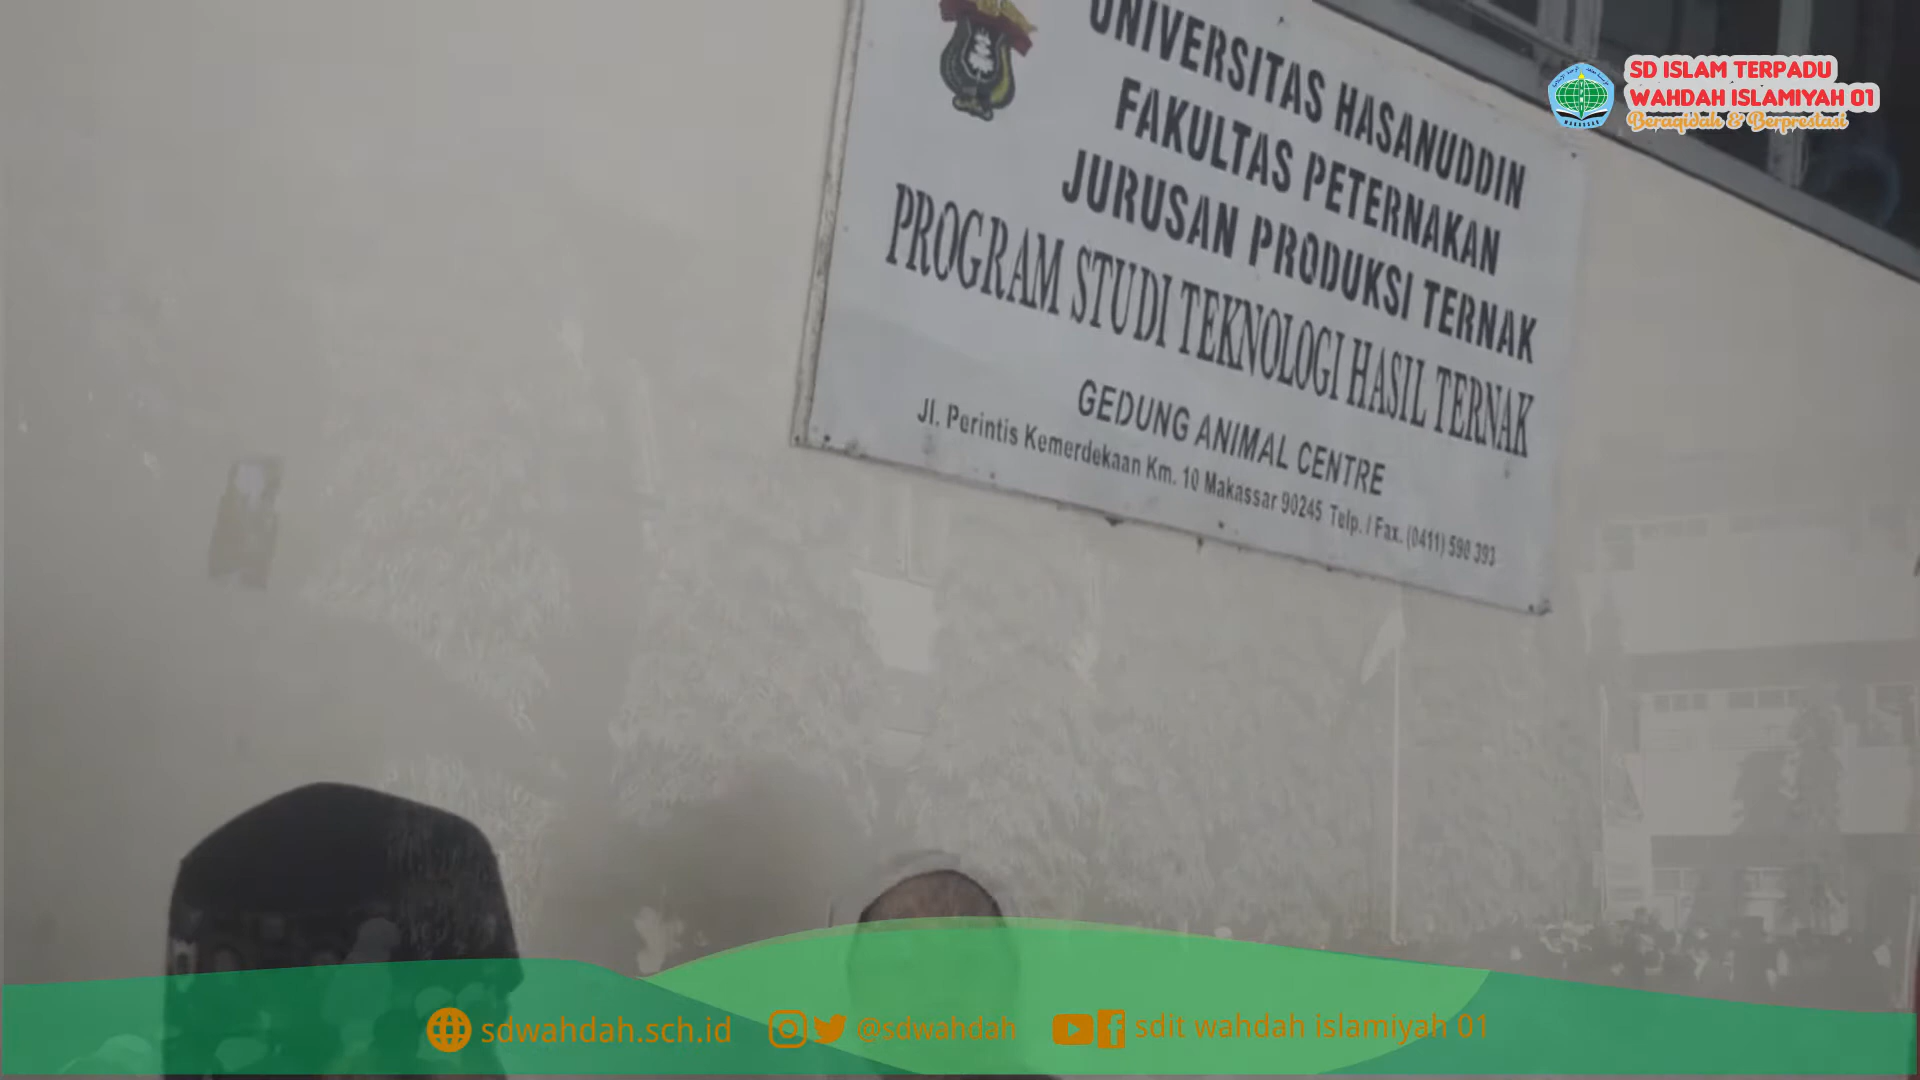 UNIVERSITAS HASANUDDIN
FAKULTAS PETERNAKAN
JURUSAN PRODUKSI TERNAK
PROGRAM STUDI TEKNOLOGI HASIL TERNAK
GEDUNG ANIMAL CENTRE
Jl. Perintis Kemerdekaan Km. 10 Makassar 90245 Telp. / Fax. (0411) 590 393
SD ISLAM TERPADU
WAHDAH ISLAMIYAH 01
Beraqidah & Berprestasi
sdwahdah.sch.id
@sdwahdah
sdit wahdah islamiyah 01